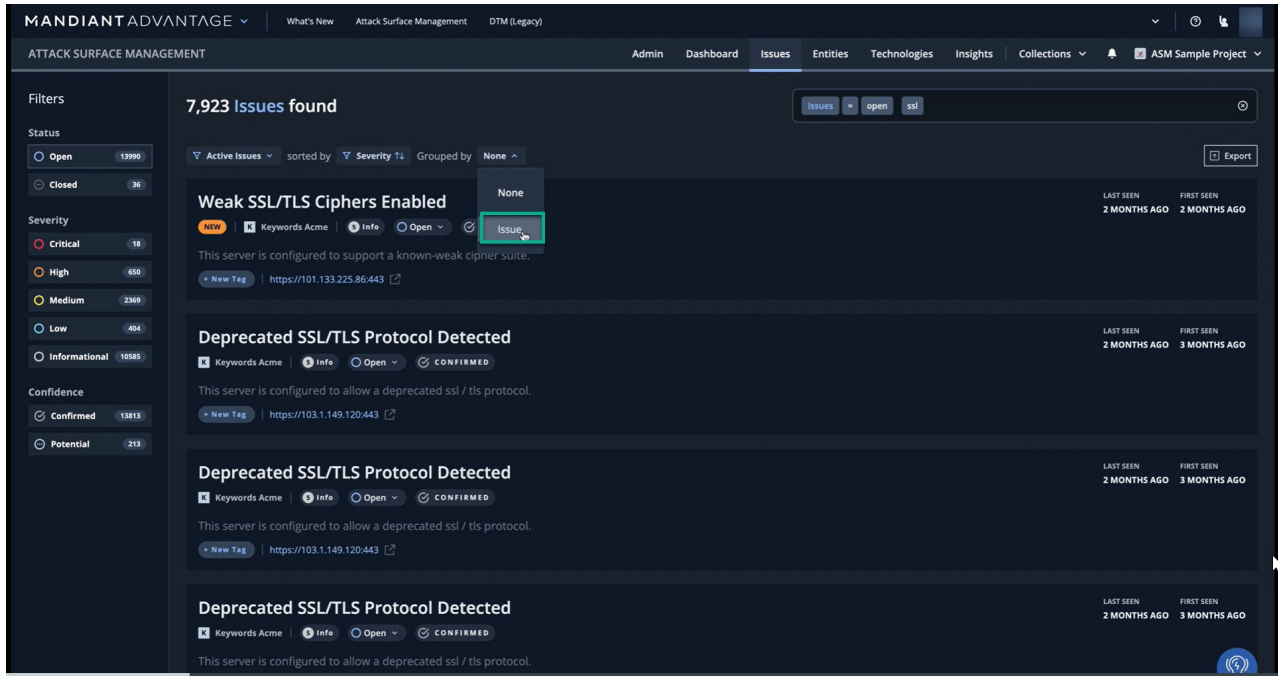 MANDIANT ADVANTAGE What's New Attack Surface Management DTM (Legacy)
ATTACK SURFACE MANAGEMENT Admin Dashboard Issues Entities Technologies Insights Collections ASM Sample Project
Filters
7,923 Issues found
Issues = open ssl
Status
Open 13990
Closed 36
Active Issues sorted by Severity Grouped by None
Export
None
Issue
Severity
Critical 18
High 650
Medium 2369
Low 404
Informational 10585
Confidence
Confirmed 13813
Potential 213
Weak SSL/TLS Ciphers Enabled
LAST SEEN FIRST SEEN
2 MONTHS AGO 2 MONTHS AGO
NEW K Keywords Acme S Info Open
This server is configured to support a known-weak cipher suite.
+ New Tag https://101.133.225.86:443
Deprecated SSL/TLS Protocol Detected
LAST SEEN FIRST SEEN
2 MONTHS AGO 3 MONTHS AGO
K Keywords Acme S Info Open CONFIRMED
This server is configured to allow a deprecated ssl / tls protocol.
+ New Tag https://103.1.149.120:443
Deprecated SSL/TLS Protocol Detected
LAST SEEN FIRST SEEN
2 MONTHS AGO 3 MONTHS AGO
K Keywords Acme S Info Open CONFIRMED
This server is configured to allow a deprecated ssl / tls protocol.
+ New Tag https://103.1.149.120:443
Deprecated SSL/TLS Protocol Detected
LAST SEEN FIRST SEEN
2 MONTHS AGO 3 MONTHS AGO
K Keywords Acme S Info Open CONFIRMED
This server is configured to allow a deprecated ssl / tls protocol.